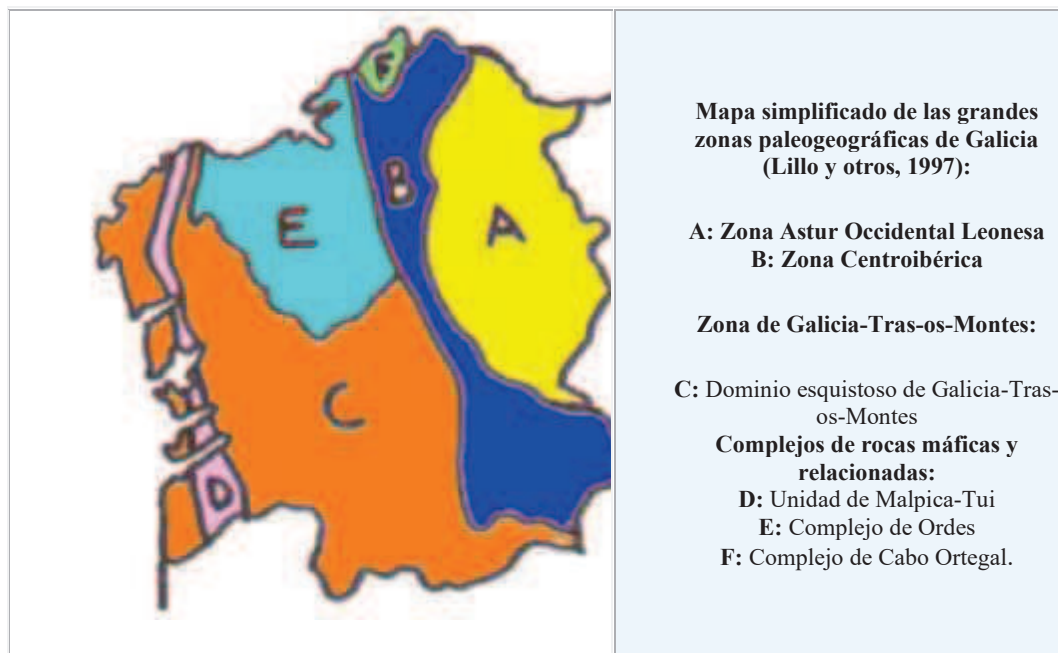 F
B
A
E
C
D
Mapa simplificado de las grandes
zonas paleogeográficas de Galicia
(Lillo y otros, 1997):
A: Zona Astur Occidental Leonesa
B: Zona Centroibérica
Zona de Galicia-Tras-os-Montes:
C: Dominio esquistoso de Galicia-Tras-
os-Montes
Complejos de rocas máficas y
relacionadas:
D: Unidad de Malpica-Tui
E: Complejo de Ordes
F: Complejo de Cabo Ortegal.